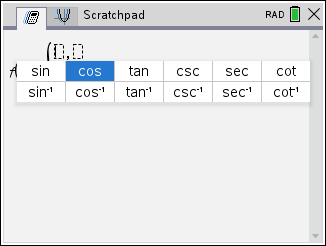 Scratchpad RAD
sin cos tan csc sec cot
sin⁻¹ cos⁻¹ tan⁻¹ csc⁻¹ sec⁻¹ cot⁻¹